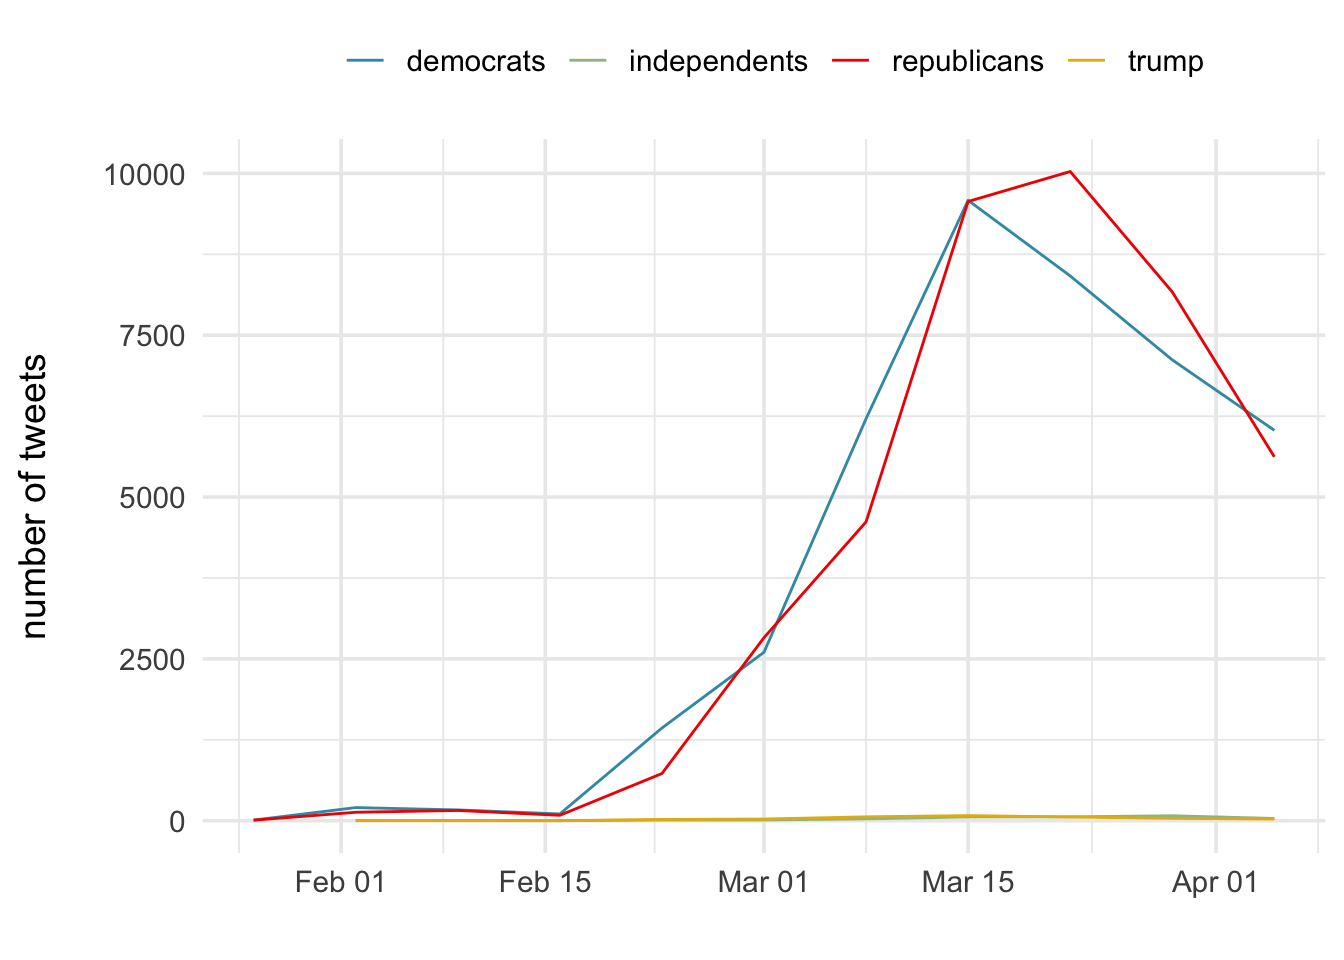 democrats independents republicans trump
10000
7500
5000
2500
0
number of tweets
Feb 01 Feb 15 Mar 01 Mar 15 Apr 01